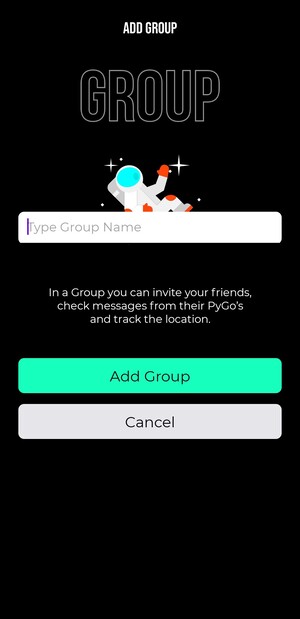 ADD GROUP
GROUP
Type Group Name
In a Group you can invite your friends,
check messages from their PyGo's
and track the location.
Add Group
Cancel